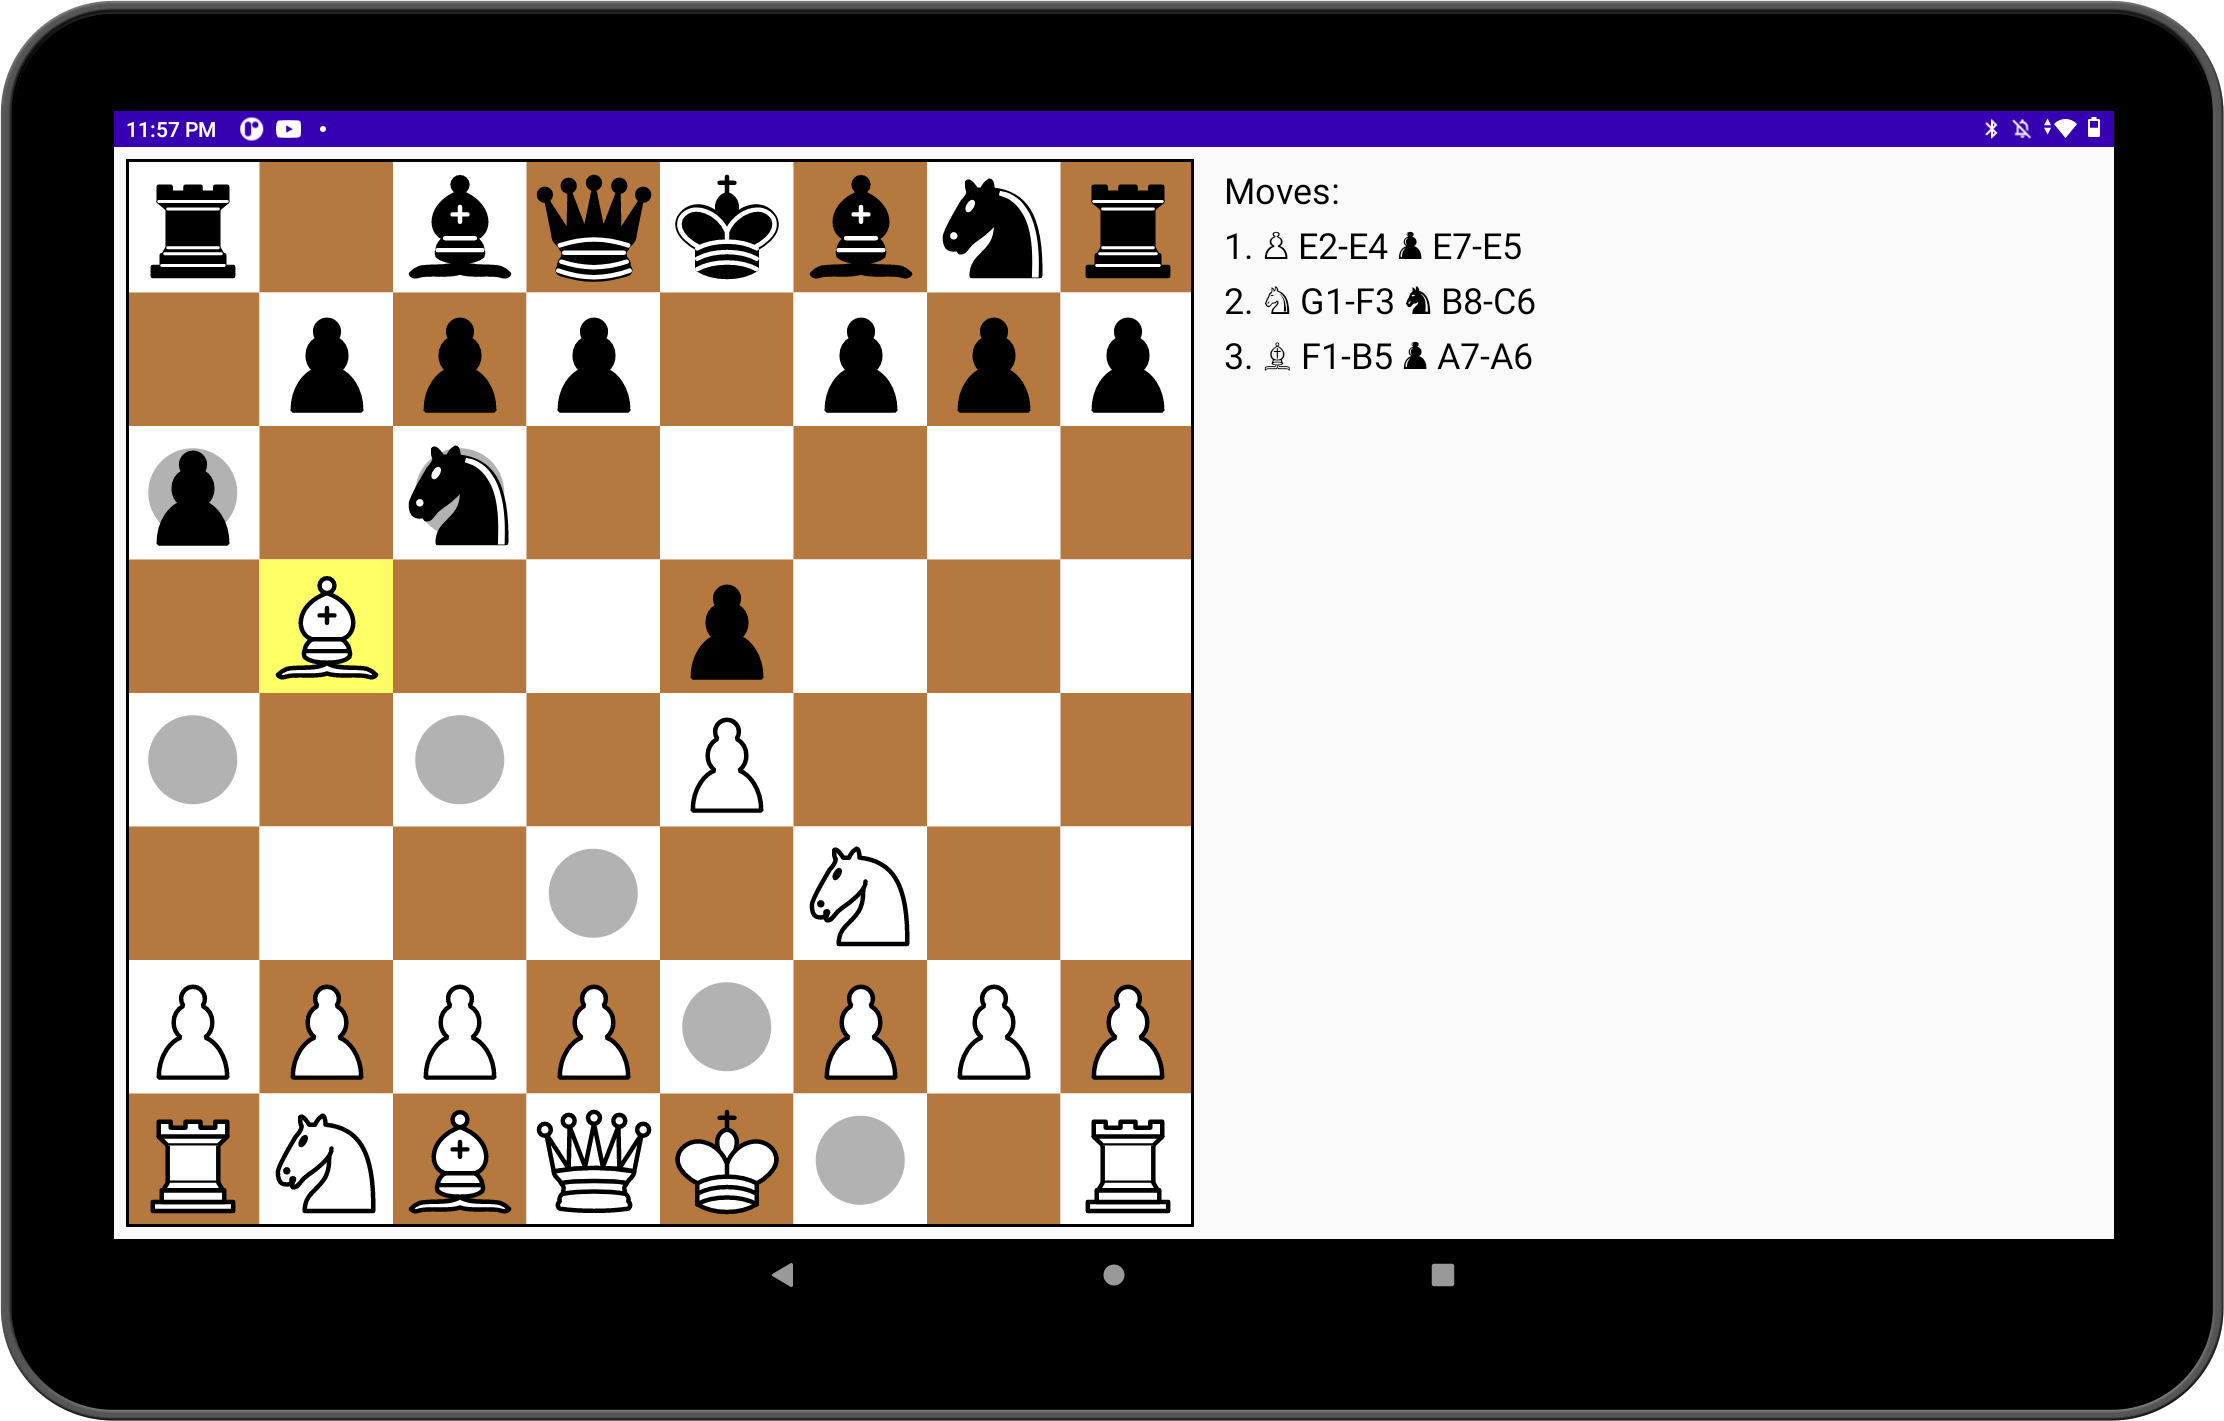 11:57 PM
Moves:
1. ♙ E2-E4 ♟ E7-E5
2. ♘ G1-F3 ♞ B8-C6
3. ♗ F1-B5 ♟ A7-A6